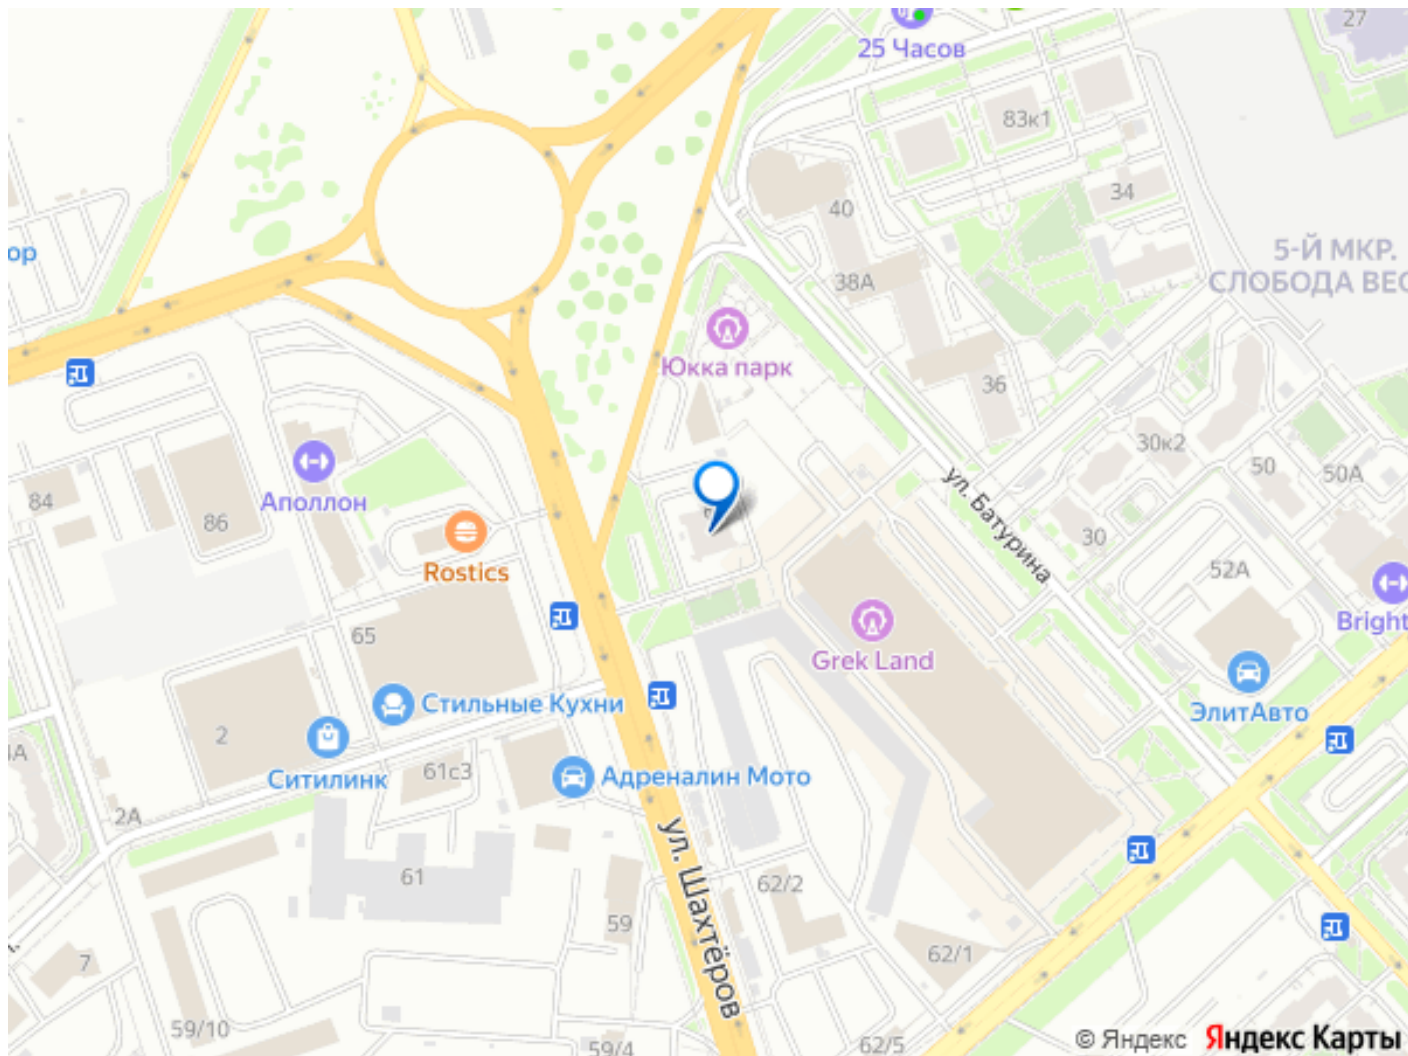 27
25 Часов
83к1
34
40
5-Й МКР.
СЛОБОДА ВЕС
ор
38А
Юкка парк
36
30к2
50
50А
ул. Батурина
84
Аполлон
86
30
Rostics
52А
Bright
65
Grek Land
Стильные Кухни
ЭлитАвто
2
Ситилинк
61с3
Адреналин Мото
2А
ул. Шахтёров
61
62/2
59
62/1
7
59/10
59/4
62/5
© Яндекс Яндекс Карты